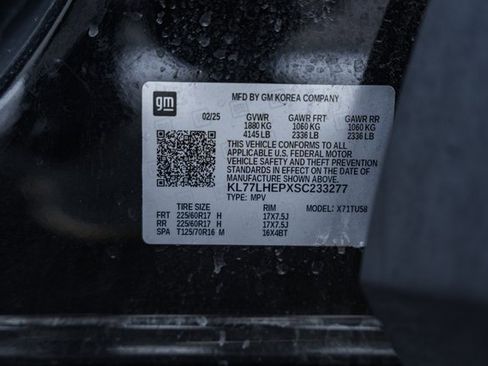 gm
MFD BY GM KOREA COMPANY
02/25 GVWR GAWR FRT GAWR RR
1880 KG 1060 KG 1060 KG
4145 LB 2336 LB 2336 LB
THIS VEHICLE CONFORMS TO ALL
APPLICABLE U.S. FEDERAL MOTOR
VEHICLE SAFETY AND THEFT
PREVENTION STANDARDS IN EFFECT
ON THE DATE OF MANUFACTURE
SHOWN ABOVE.
KL77LHEPXSC233277
TYPE: MPV
TIRE SIZE RIM MODEL: X71TU58
FRT 225/60R17 H 17X7.5J
RR 225/60R17 H 17X7.5J
SPA T125/70R16 M 16X4BT